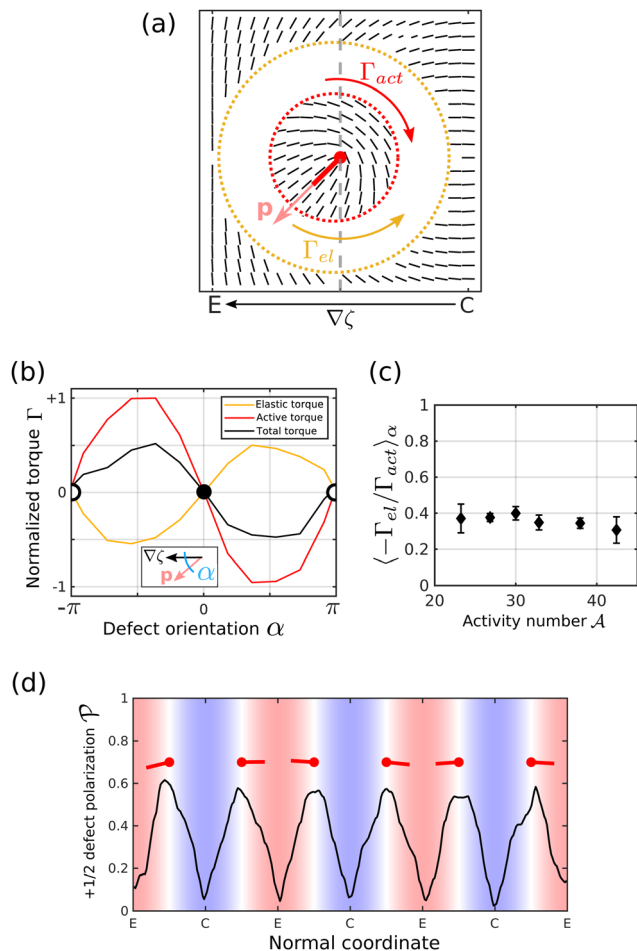 (a)
Γact
p
Γel
E
C
∇ζ
(b)
Normalized torque Γ
+1
0
-1
Elastic torque
Active torque
Total torque
∇ζ
p
α
-π
0
π
Defect orientation α
(c)
⟨-Γel/Γact⟩α
1
0.8
0.6
0.4
0.2
0
20
30
40
Activity number 𝒜
(d)
+1/2 defect polarization 𝒫
1
0.8
0.6
0.4
0.2
0
E
C
E
C
E
C
E
Normal coordinate